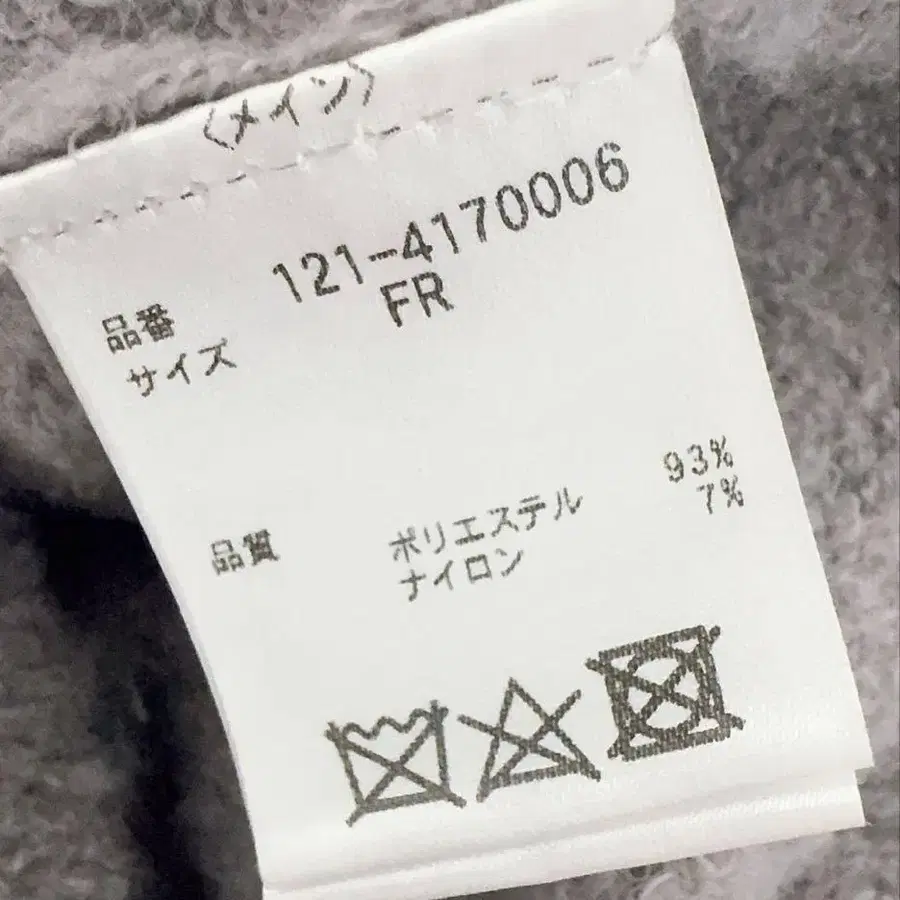 〈メイン〉
品番 121-4170006
サイズ FR
品質 ポリエステル 93%
ナイロン 7%